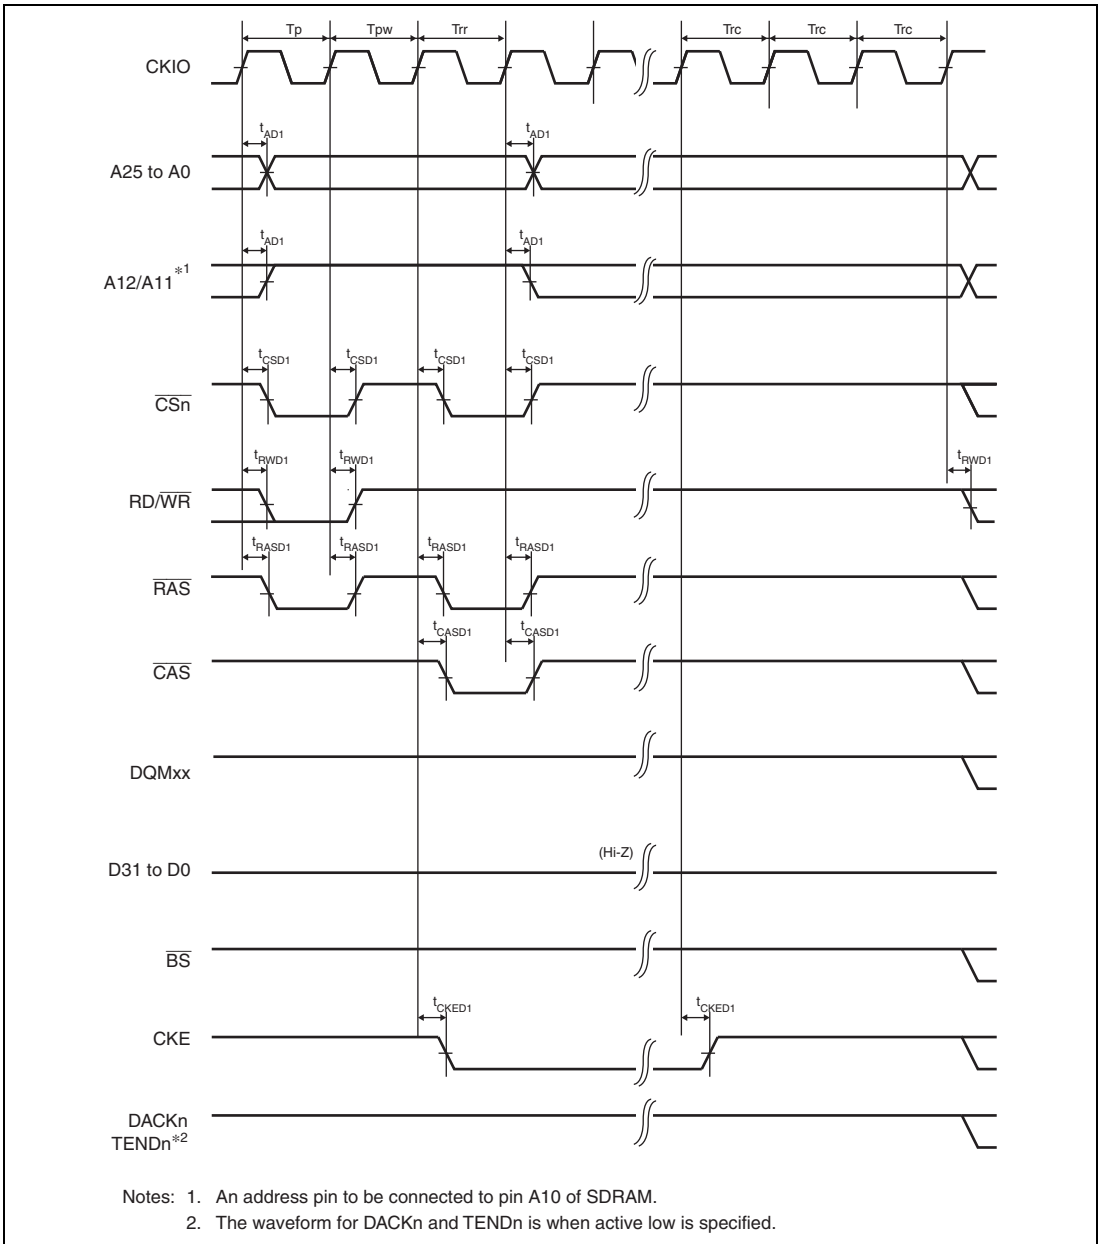 Tp Tpw Trr Trc Trc Trc
CKIO
tAD1 tAD1
A25 to A0
tAD1 tAD1
A12/A11*1
tCSD1 tCSD1 tCSD1 tCSD1
CSn
tRWD1 tRWD1 tRWD1
RD/WR
tRASD1 tRASD1 tRASD1 tRASD1
RAS
tCASD1 tCASD1
CAS
DQMxx
(Hi-Z)
D31 to D0
BS
tCKED1 tCKED1
CKE
DACKn
TENDn*2
Notes: 1. An address pin to be connected to pin A10 of SDRAM.
2. The waveform for DACKn and TENDn is when active low is specified.